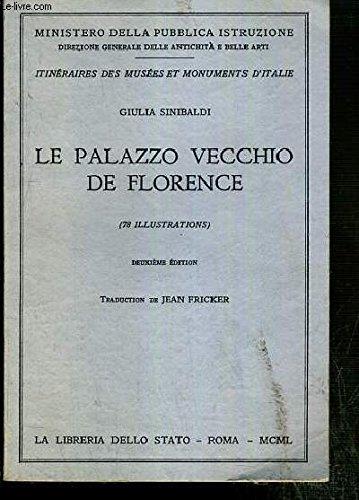 le-livre.com
MINISTERO DELLA PUBBLICA ISTRUZIONE
DIREZIONE GENERALE DELLE ANTICHITÀ E BELLE ARTI
ITINÉRAIRES DES MUSÉES ET MONUMENTS D'ITALIE
GIULIA SINIBALDI
LE PALAZZO VECCHIO
DE FLORENCE
(78 ILLUSTRATIONS)
DEUXIÈME ÉDITION
TRADUCTION DE JEAN FRICKER
LA LIBRERIA DELLO STATO - ROMA - MCML